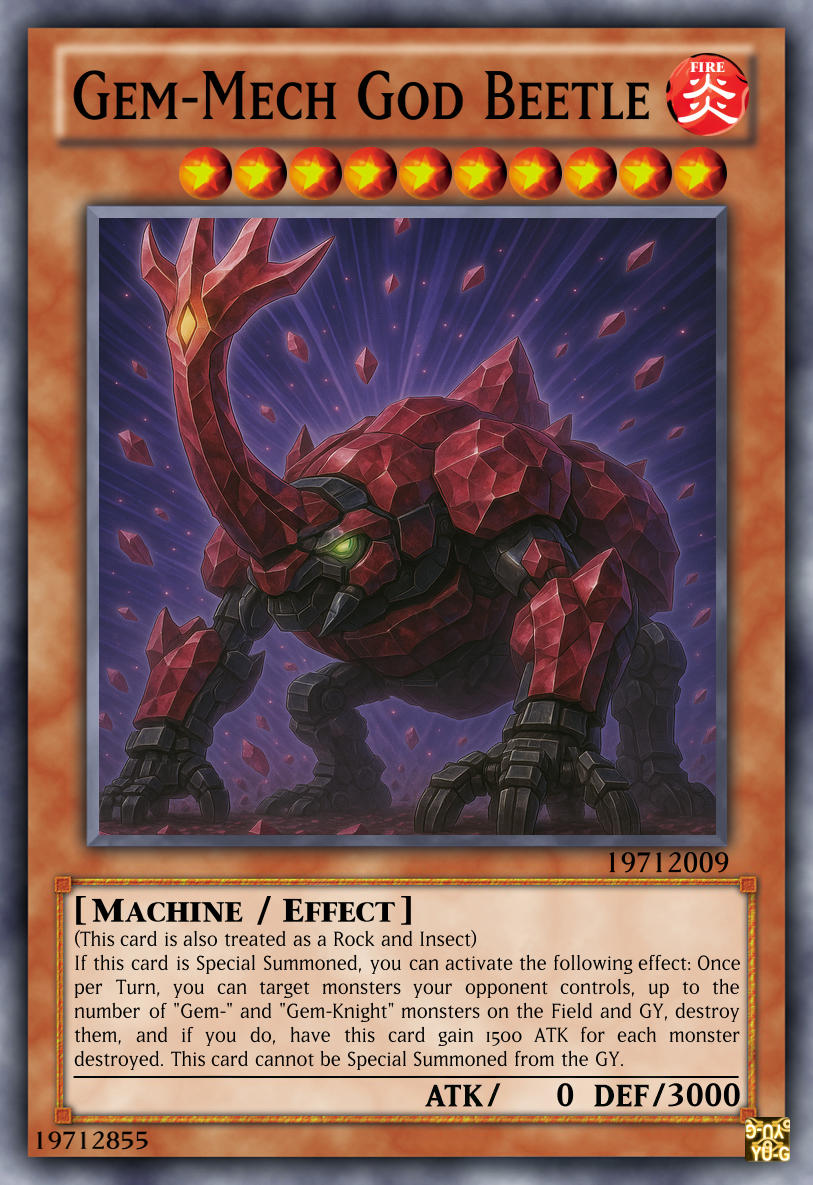 Gem-Mech God Beetle
FIRE
炎
19712009
[ Machine / Effect ]
(This card is also treated as a Rock and Insect)
If this card is Special Summoned, you can activate the following effect: Once
per Turn, you can target monsters your opponent controls, up to the
number of "Gem-" and "Gem-Knight" monsters on the Field and GY, destroy
them, and if you do, have this card gain 1500 ATK for each monster
destroyed. This card cannot be Special Summoned from the GY.
ATK/ 0 DEF/3000
19712855
YU-G